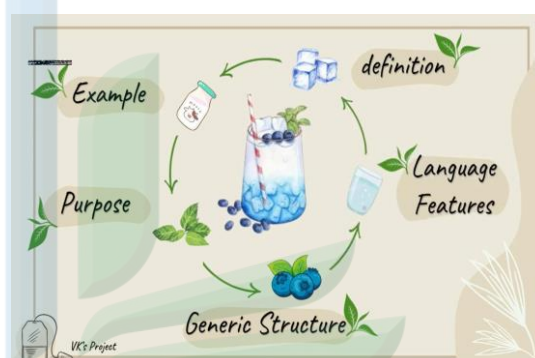 definition
Example
Language
Features
Purpose
Generic Structure
VK's Project